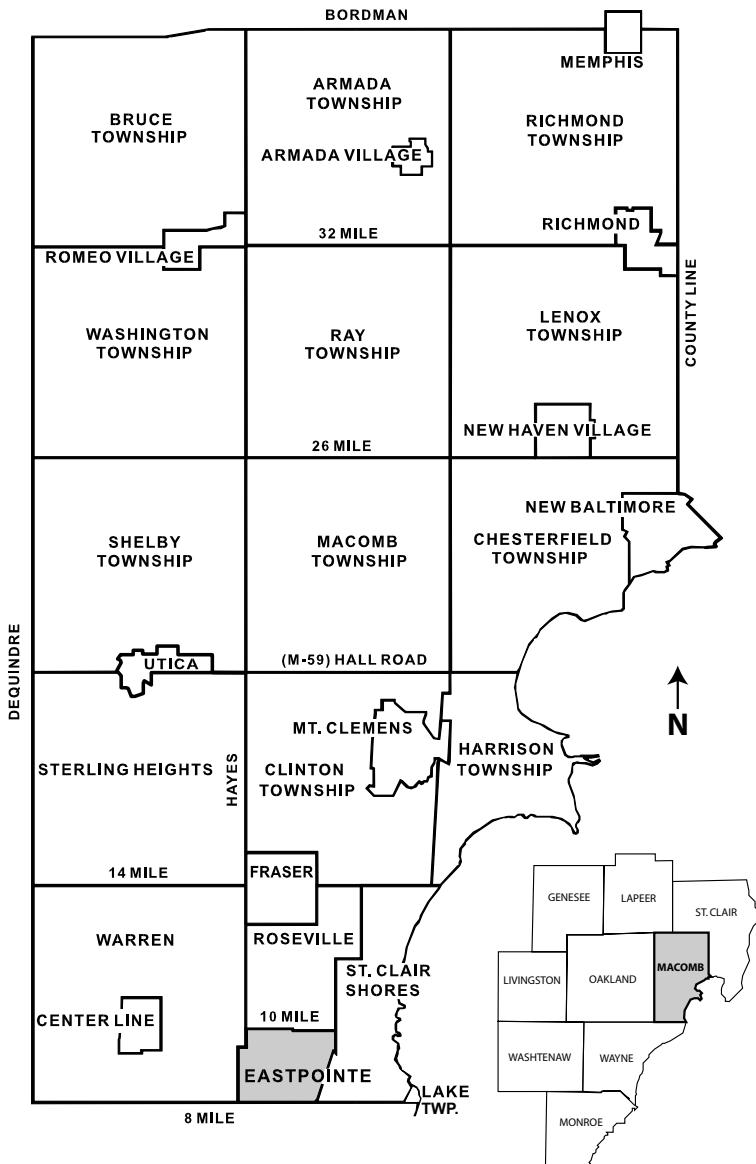 BORDMAN
MEMPHIS
BRUCE
TOWNSHIP
ARMADA
TOWNSHIP
RICHMOND
TOWNSHIP
ARMADA VILLAGE
RICHMOND
32 MILE
ROMEO VILLAGE
COUNTY LINE
WASHINGTON
TOWNSHIP
RAY
TOWNSHIP
LENOX
TOWNSHIP
NEW HAVEN VILLAGE
26 MILE
NEW BALTIMORE
SHELBY
TOWNSHIP
MACOMB
TOWNSHIP
CHESTERFIELD
TOWNSHIP
DEQUINDRE
UTICA
(M-59) HALL ROAD
N
MT. CLEMENS
STERLING HEIGHTS
HAYES
CLINTON
TOWNSHIP
HARRISON
TOWNSHIP
14 MILE
FRASER
WARREN
ROSEVILLE
ST. CLAIR
SHORES
CENTER LINE
10 MILE
EASTPOINTE
LAKE
TWP.
8 MILE
GENESEE
LAPEER
ST. CLAIR
LIVINGSTON
OAKLAND
MACOMB
WASHTENAW
WAYNE
MONROE